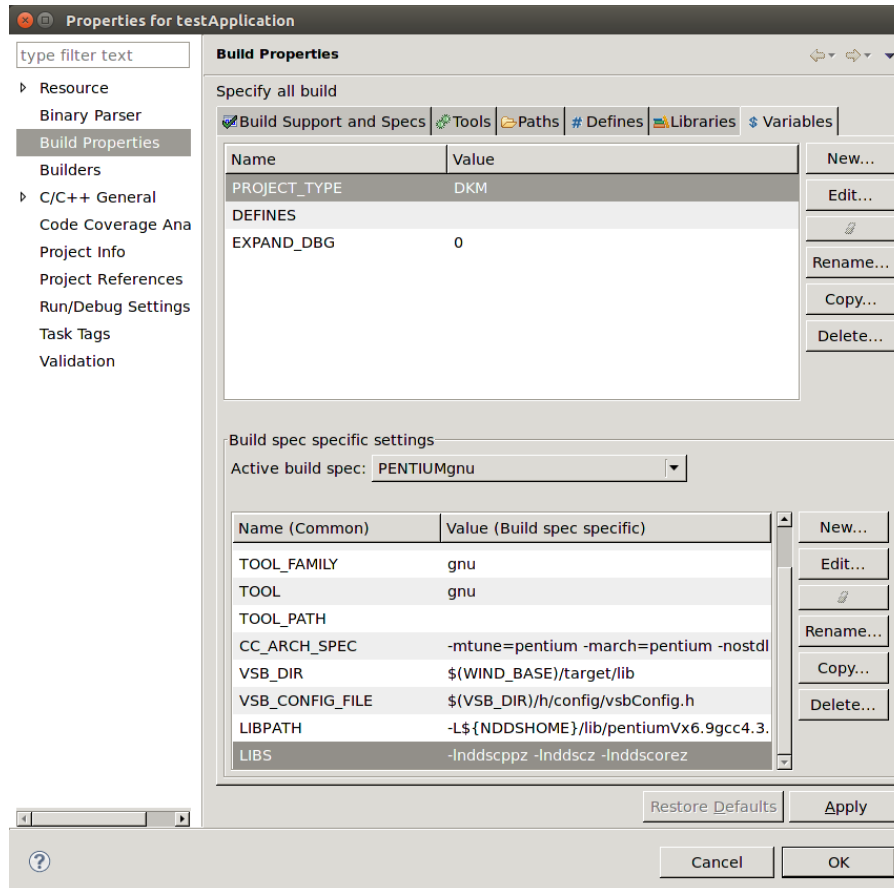 Properties for testApplication
type filter text
Resource
Binary Parser
Build Properties
Builders
C/C++ General
Code Coverage Ana
Project Info
Project References
Run/Debug Settings
Task Tags
Validation
Build Properties
Specify all build
Build Support and Specs Tools Paths # Defines Libraries $ Variables
Name Value
PROJECT_TYPE DKM
DEFINES
EXPAND_DBG 0
New...
Edit...
Rename...
Copy...
Delete...
Build spec specific settings
Active build spec: PENTIUMgnu
Name (Common) Value (Build spec specific)
TOOL_FAMILY gnu
TOOL gnu
TOOL_PATH
CC_ARCH_SPEC -mtune=pentium -march=pentium -nostdl
VSB_DIR $(WIND_BASE)/target/lib
VSB_CONFIG_FILE $(VSB_DIR)/h/config/vsbConfig.h
LIBPATH -L${NDDSHOME}/lib/pentiumVx6.9gcc4.3.
LIBS -lnddscppz -lnddscz -lnddscorez
New...
Edit...
Rename...
Copy...
Delete...
Restore Defaults Apply
? Cancel OK